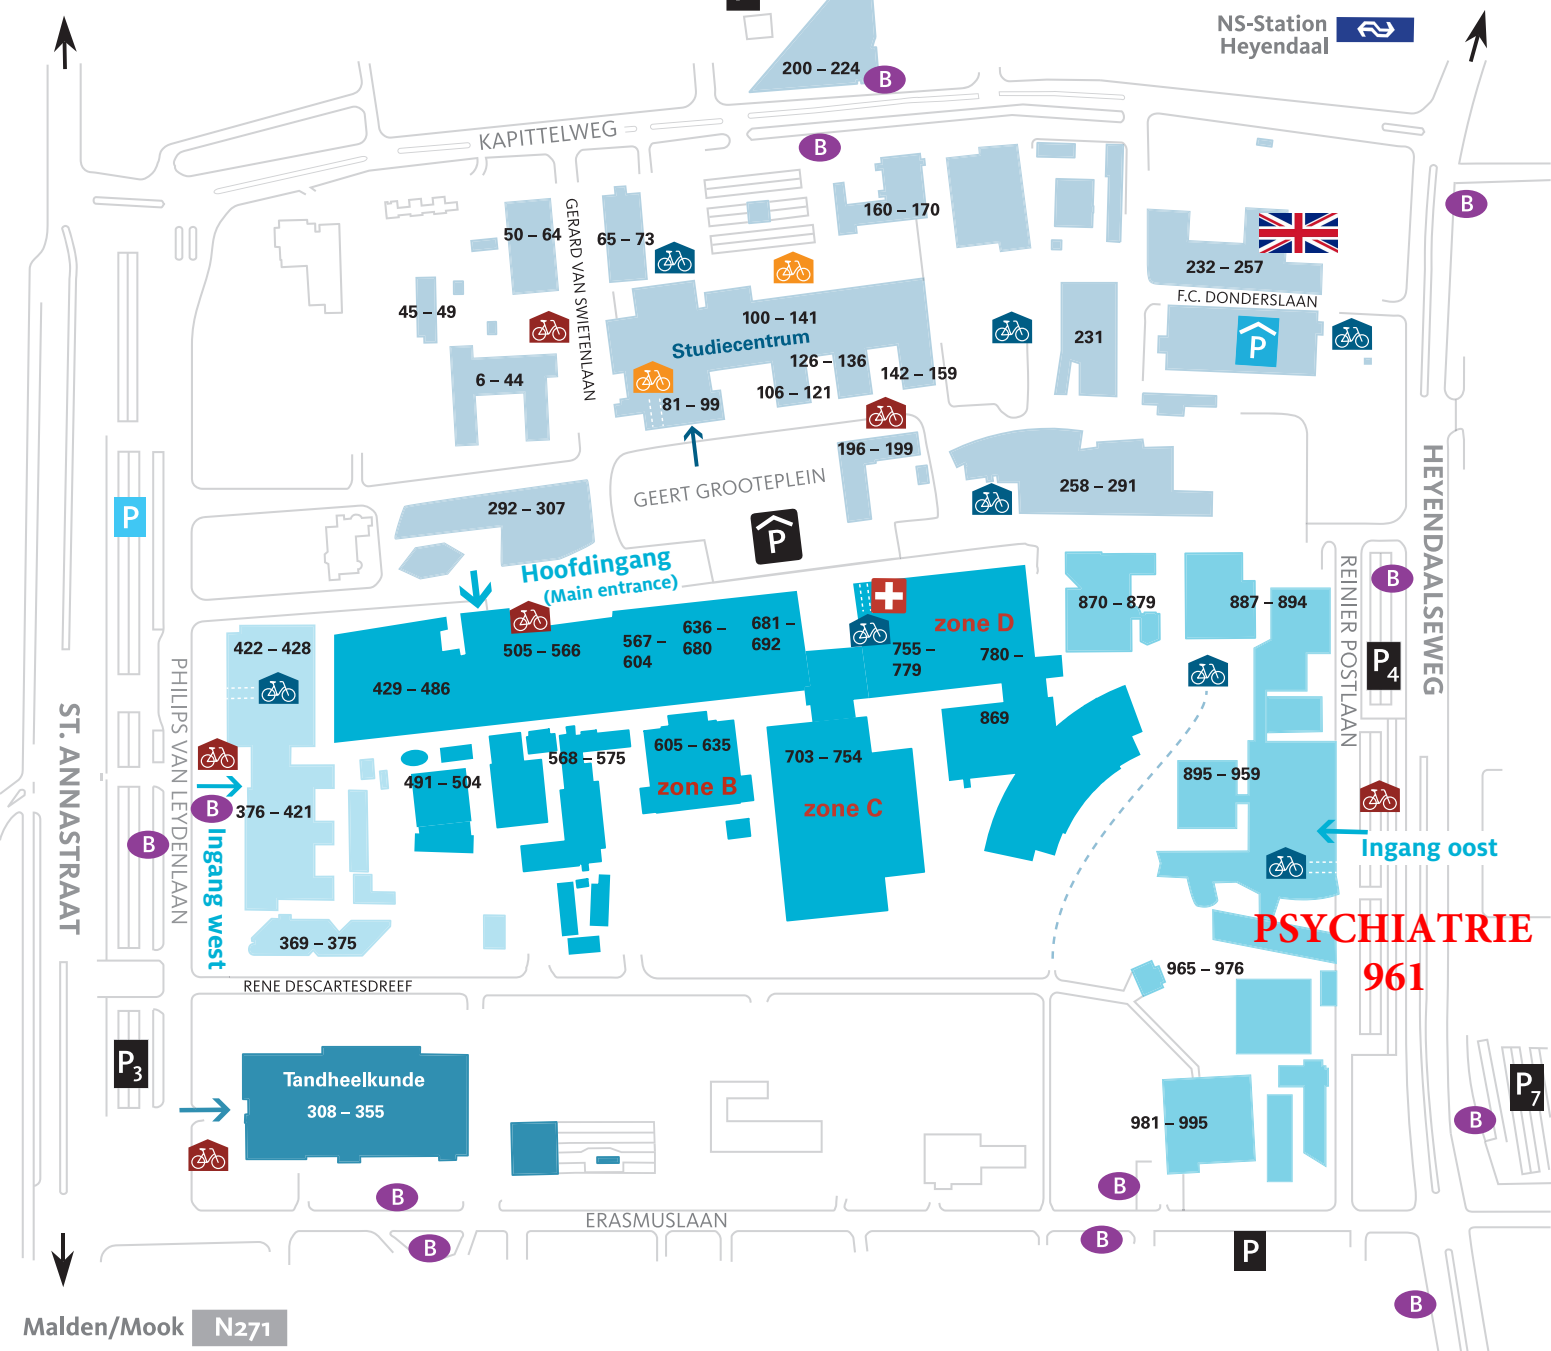 NS-Station
Heyendaal
200 – 224
B
KAPITTELWEG
B
B
GERARD VAN SWIETENLAAN
50 – 64
65 – 73
160 – 170
232 – 257
F.C. DONDERSLAAN
45 – 49
100 – 141
Studiecentrum
126 – 136
142 – 159
106 – 121
81 – 99
231
P
6 – 44
196 – 199
258 – 291
GEERT GROOTEPLEIN
292 – 307
P
P
HEYENDAALSEWEG
REINIER POSTLAAN
Hoofdingang
(Main entrance)
B
870 – 879
887 – 894
zone D
422 – 428
505 – 566
567 –
604
636 –
680
681 –
692
755 –
779
780 –
429 – 486
P4
PHILIPS VAN LEYDENLAAN
ST. ANNASTRAAT
869
605 – 635
568 – 575
703 – 754
491 – 504
zone B
zone C
895 – 959
B
376 – 421
B
Ingang west
Ingang oost
369 – 375
PSYCHIATRIE
961
965 – 976
RENE DESCARTESDREEF
P3
Tandheelkunde
308 – 355
P7
981 – 995
B
B
B
ERASMUSLAAN
B
B
P
B
Malden/Mook
N271